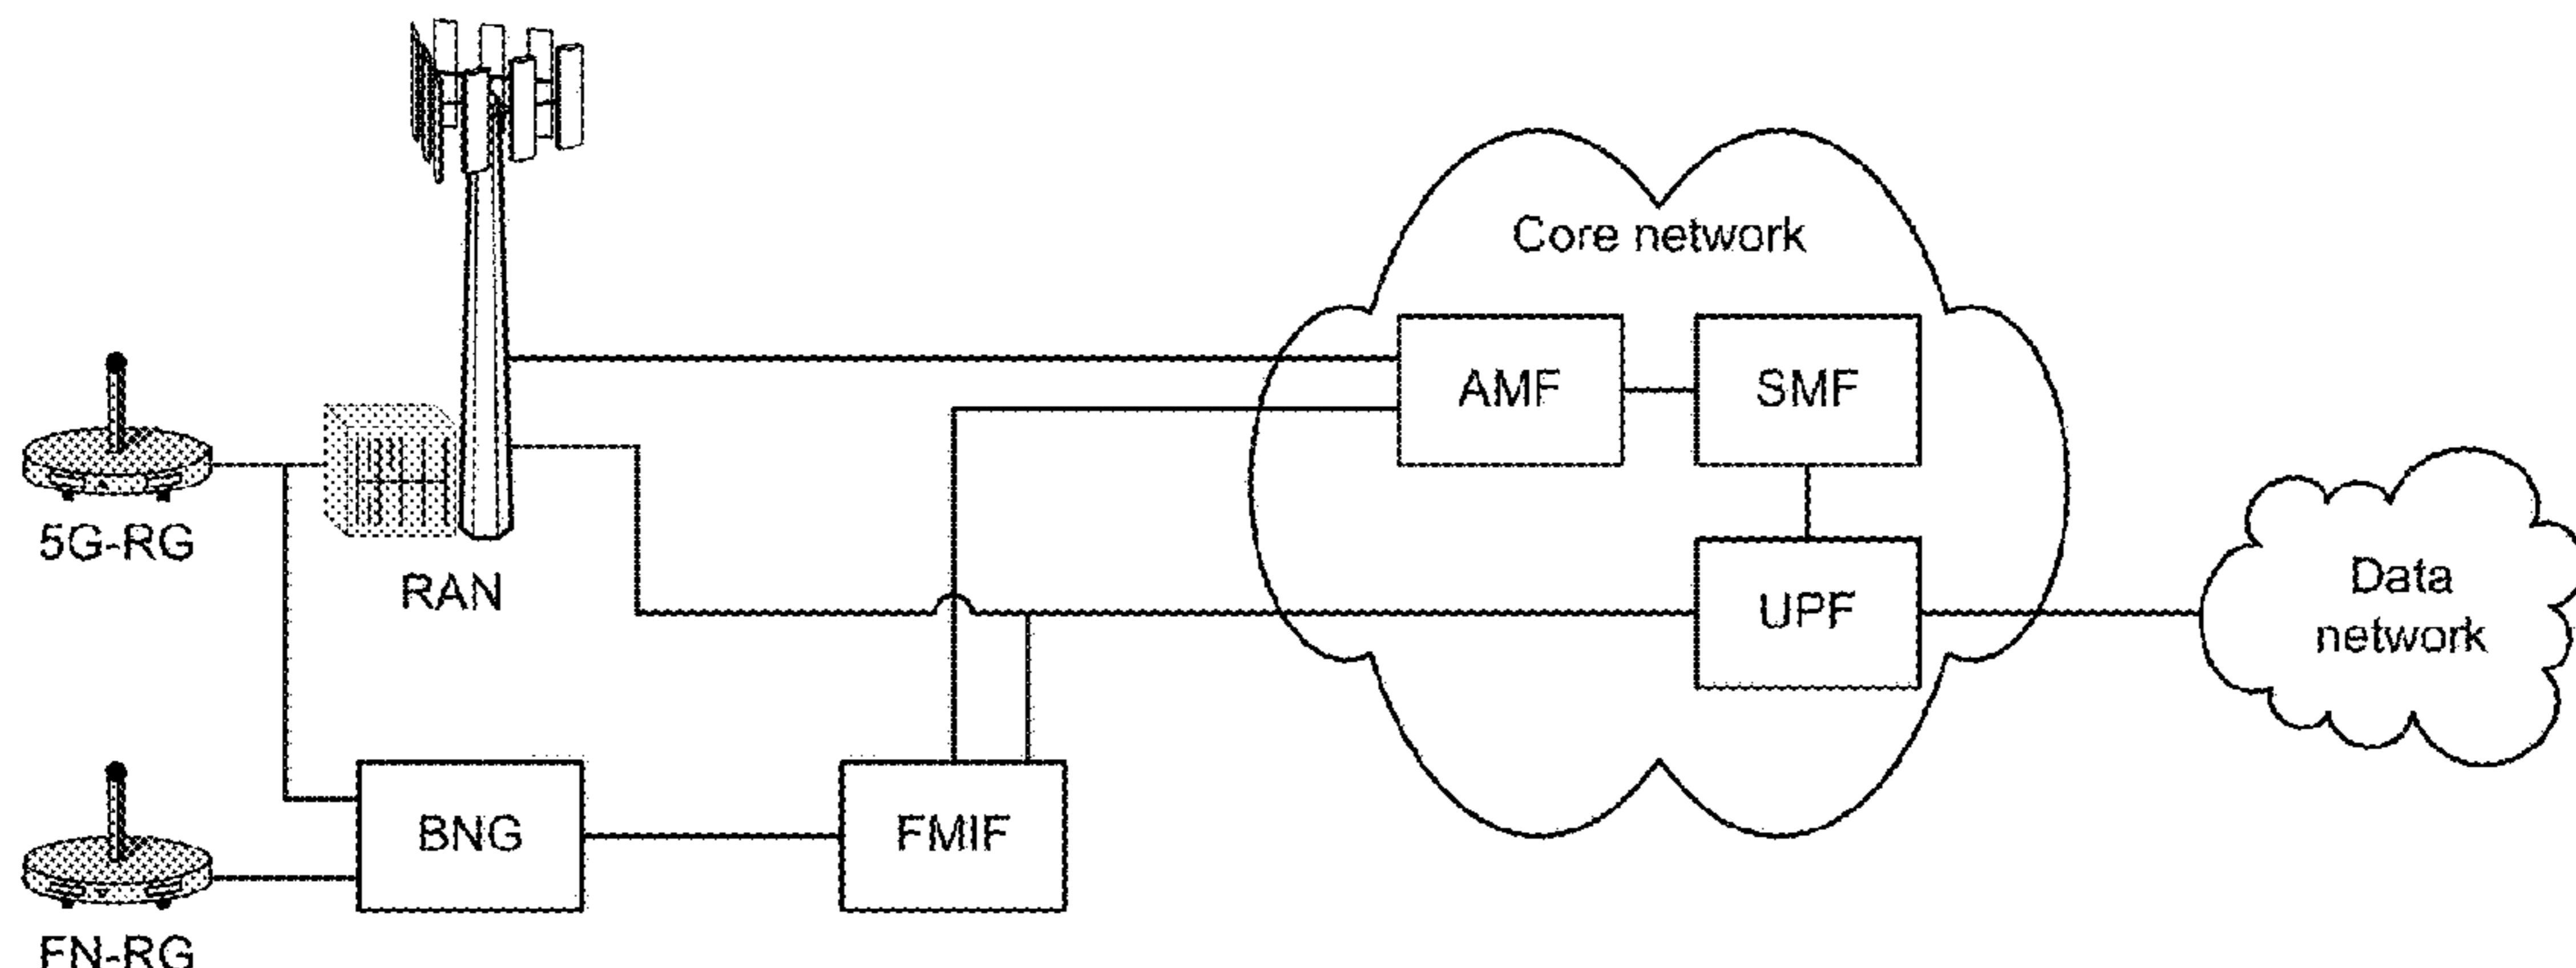 Core network
AMF
SMF
5G-RG
RAN
UPF
Data
network
BNG
FMIF
FN-RG